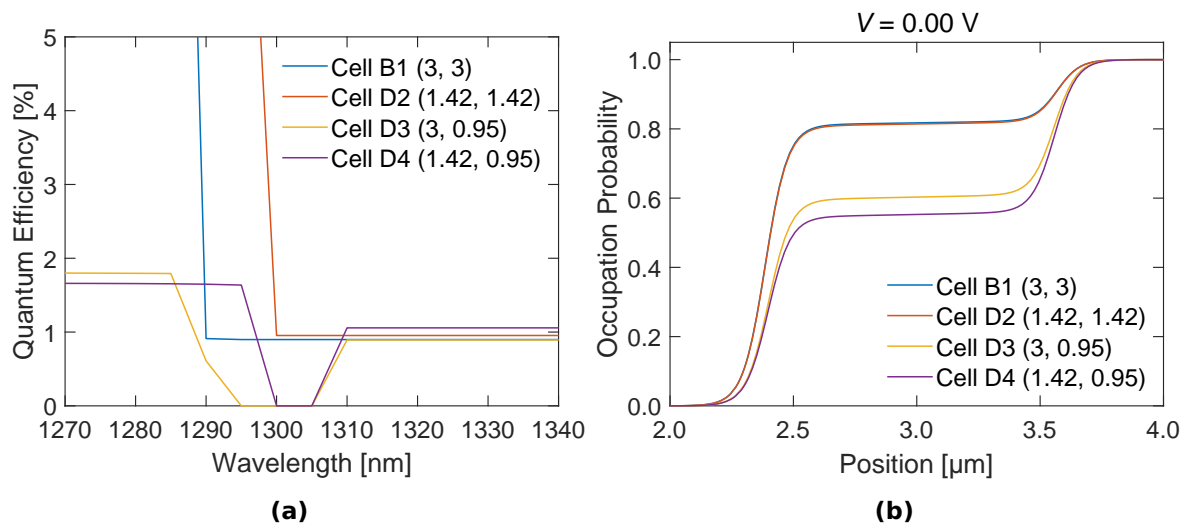 5
4
3
2
1
0
Quantum Efficiency [%]
Cell B1 (3, 3)
Cell D2 (1.42, 1.42)
Cell D3 (3, 0.95)
Cell D4 (1.42, 0.95)
1270 1280 1290 1300 1310 1320 1330 1340
Wavelength [nm]
(a)
V = 0.00 V
1.0
0.8
0.6
0.4
0.2
0.0
Occupation Probability
Cell B1 (3, 3)
Cell D2 (1.42, 1.42)
Cell D3 (3, 0.95)
Cell D4 (1.42, 0.95)
2.0 2.5 3.0 3.5 4.0
Position [µm]
(b)